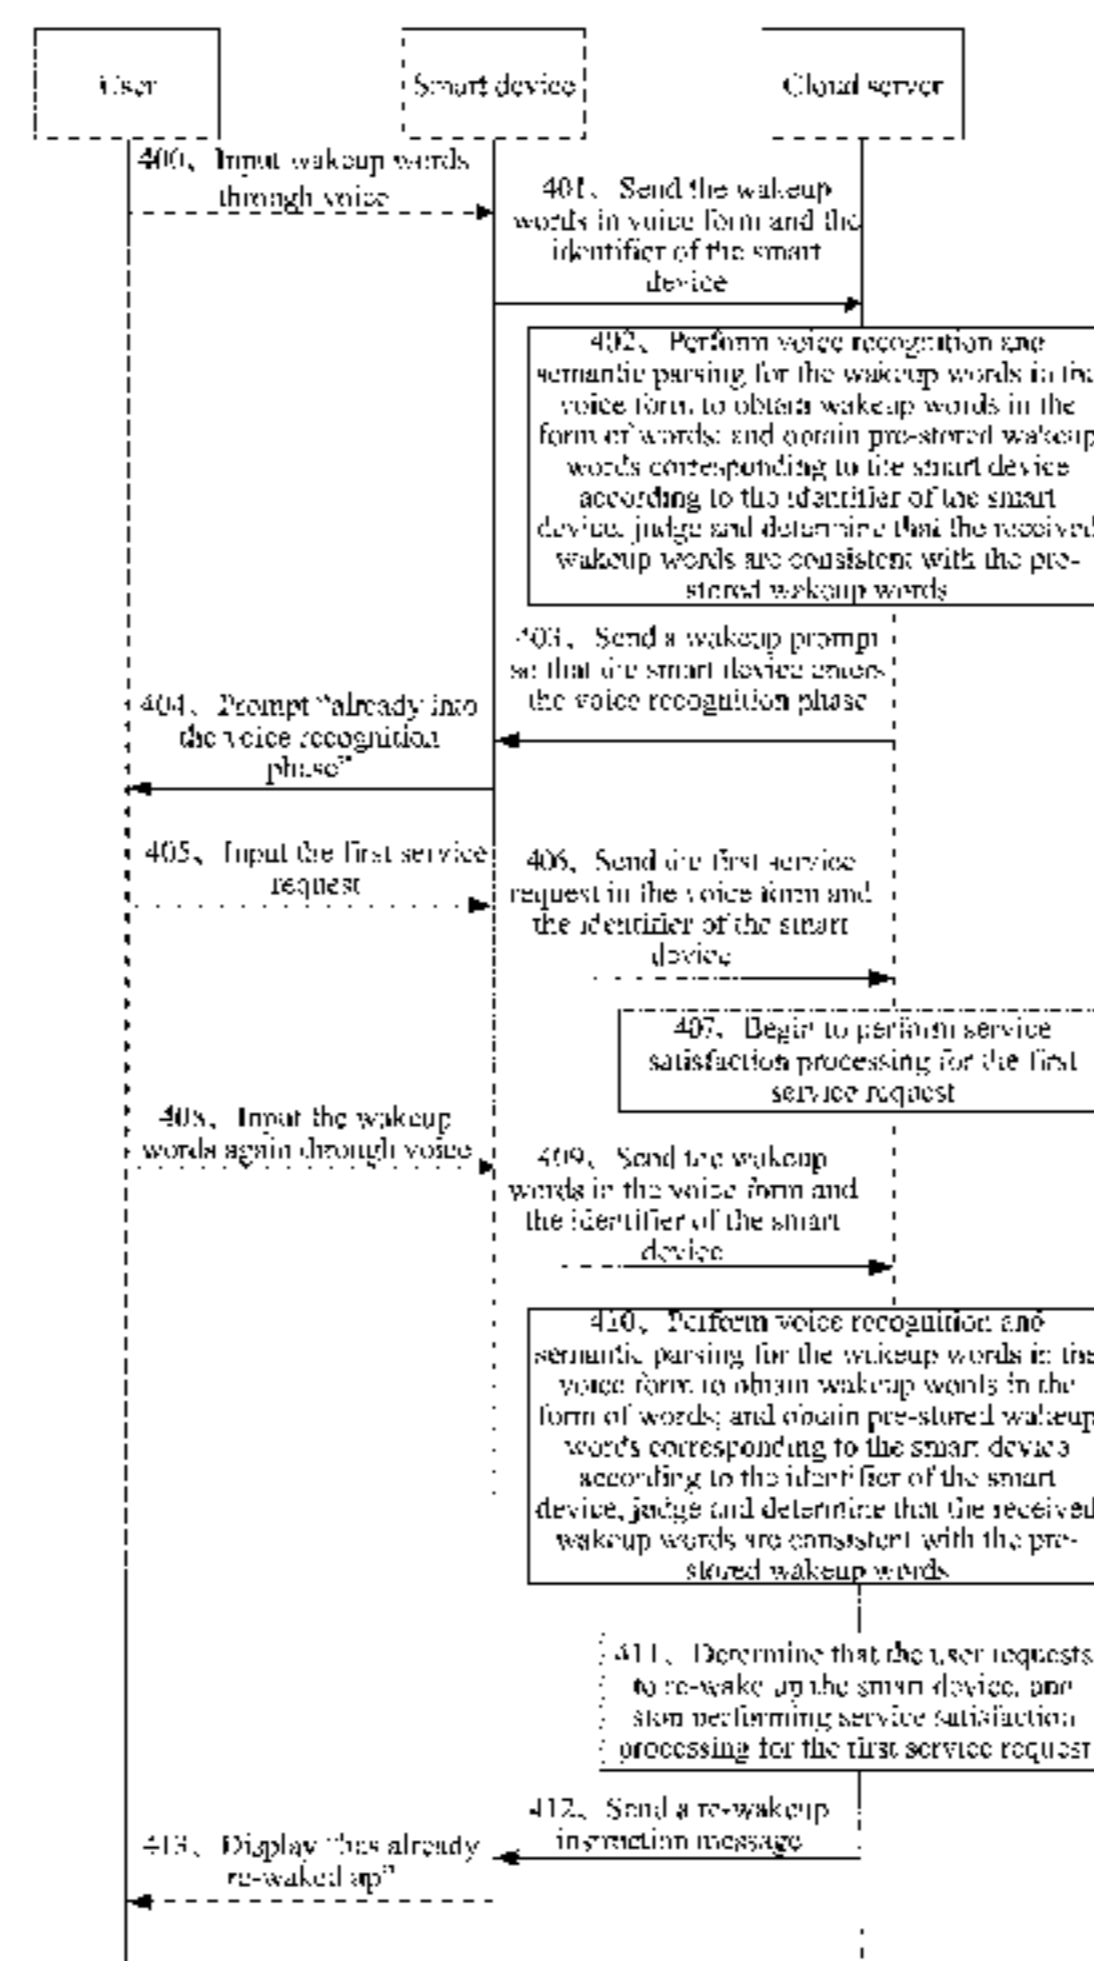 User
Smart device
Cloud server
400、Input wakeup words
through voice
401、Send the wakeup
words in voice form and the
identifier of the smart
device
402、Perform voice recognition and
semantic parsing for the wakeup words in the
voice form to obtain wakeup words in the
form of words; and obtain pre-stored wakeup
words corresponding to the smart device
according to the identifier of the smart
device, judge and determine that the received
wakeup words are consistent with the pre-
stored wakeup words
403、Send a wakeup prompt
so that the smart device enters
the voice recognition phase
404、Prompt “already into
the voice recognition
phase”
405、Input the first service
request
406、Send the first service
request in the voice form and
the identifier of the smart
device
407、Begin to perform service
satisfaction processing for the first
service request
408、Input the wakeup
words again through voice
409、Send the wakeup
words in the voice form and
the identifier of the smart
device
410、Perform voice recognition and
semantic parsing for the wakeup words in the
voice form to obtain wakeup words in the
form of words; and obtain pre-stored wakeup
words corresponding to the smart device
according to the identifier of the smart
device, judge and determine that the received
wakeup words are consistent with the pre-
stored wakeup words
411、Determine that the user requests
to re-wake up the smart device, and
stop performing service satisfaction
processing for the first service request
412、Send a re-wakeup
instruction message
413、Display “has already
re-waked up”